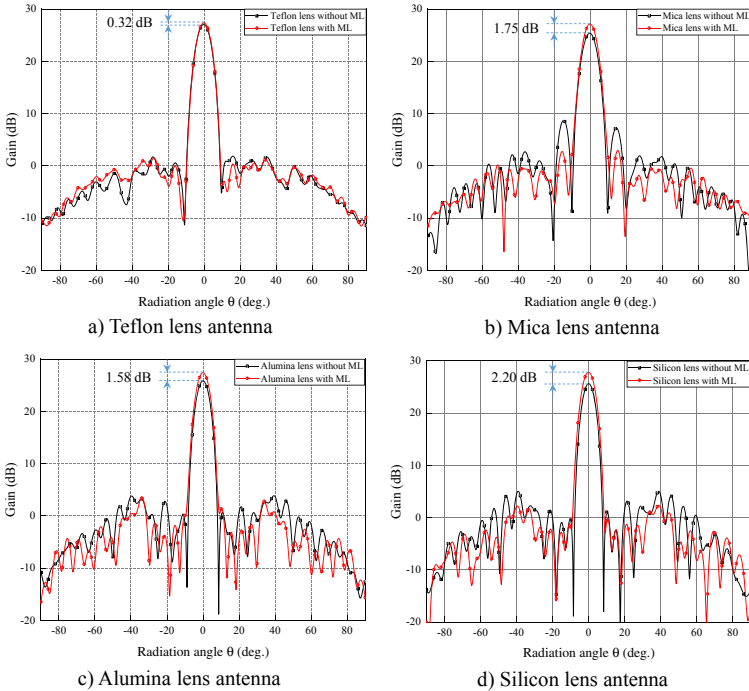 0.32 dB
Teflon lens without ML
Teflon lens with ML
Gain (dB)
30
20
10
0
-10
-20
-80 -60 -40 -20 0 20 40 60 80
Radiation angle θ (deg.)
a) Teflon lens antenna
1.75 dB
Mica lens without ML
Mica lens with ML
Gain (dB)
30
20
10
0
-10
-20
-80 -60 -40 -20 0 20 40 60 80
Radiation angle θ (deg.)
b) Mica lens antenna
1.58 dB
Alumina lens without ML
Alumina lens with ML
Gain (dB)
30
20
10
0
-10
-20
-80 -60 -40 -20 0 20 40 60 80
Radiation angle θ (deg.)
c) Alumina lens antenna
2.20 dB
Silicon lens without ML
Silicon lens with ML
Gain (dB)
30
20
10
0
-10
-20
-80 -60 -40 -20 0 20 40 60 80
Radiation angle θ (deg.)
d) Silicon lens antenna